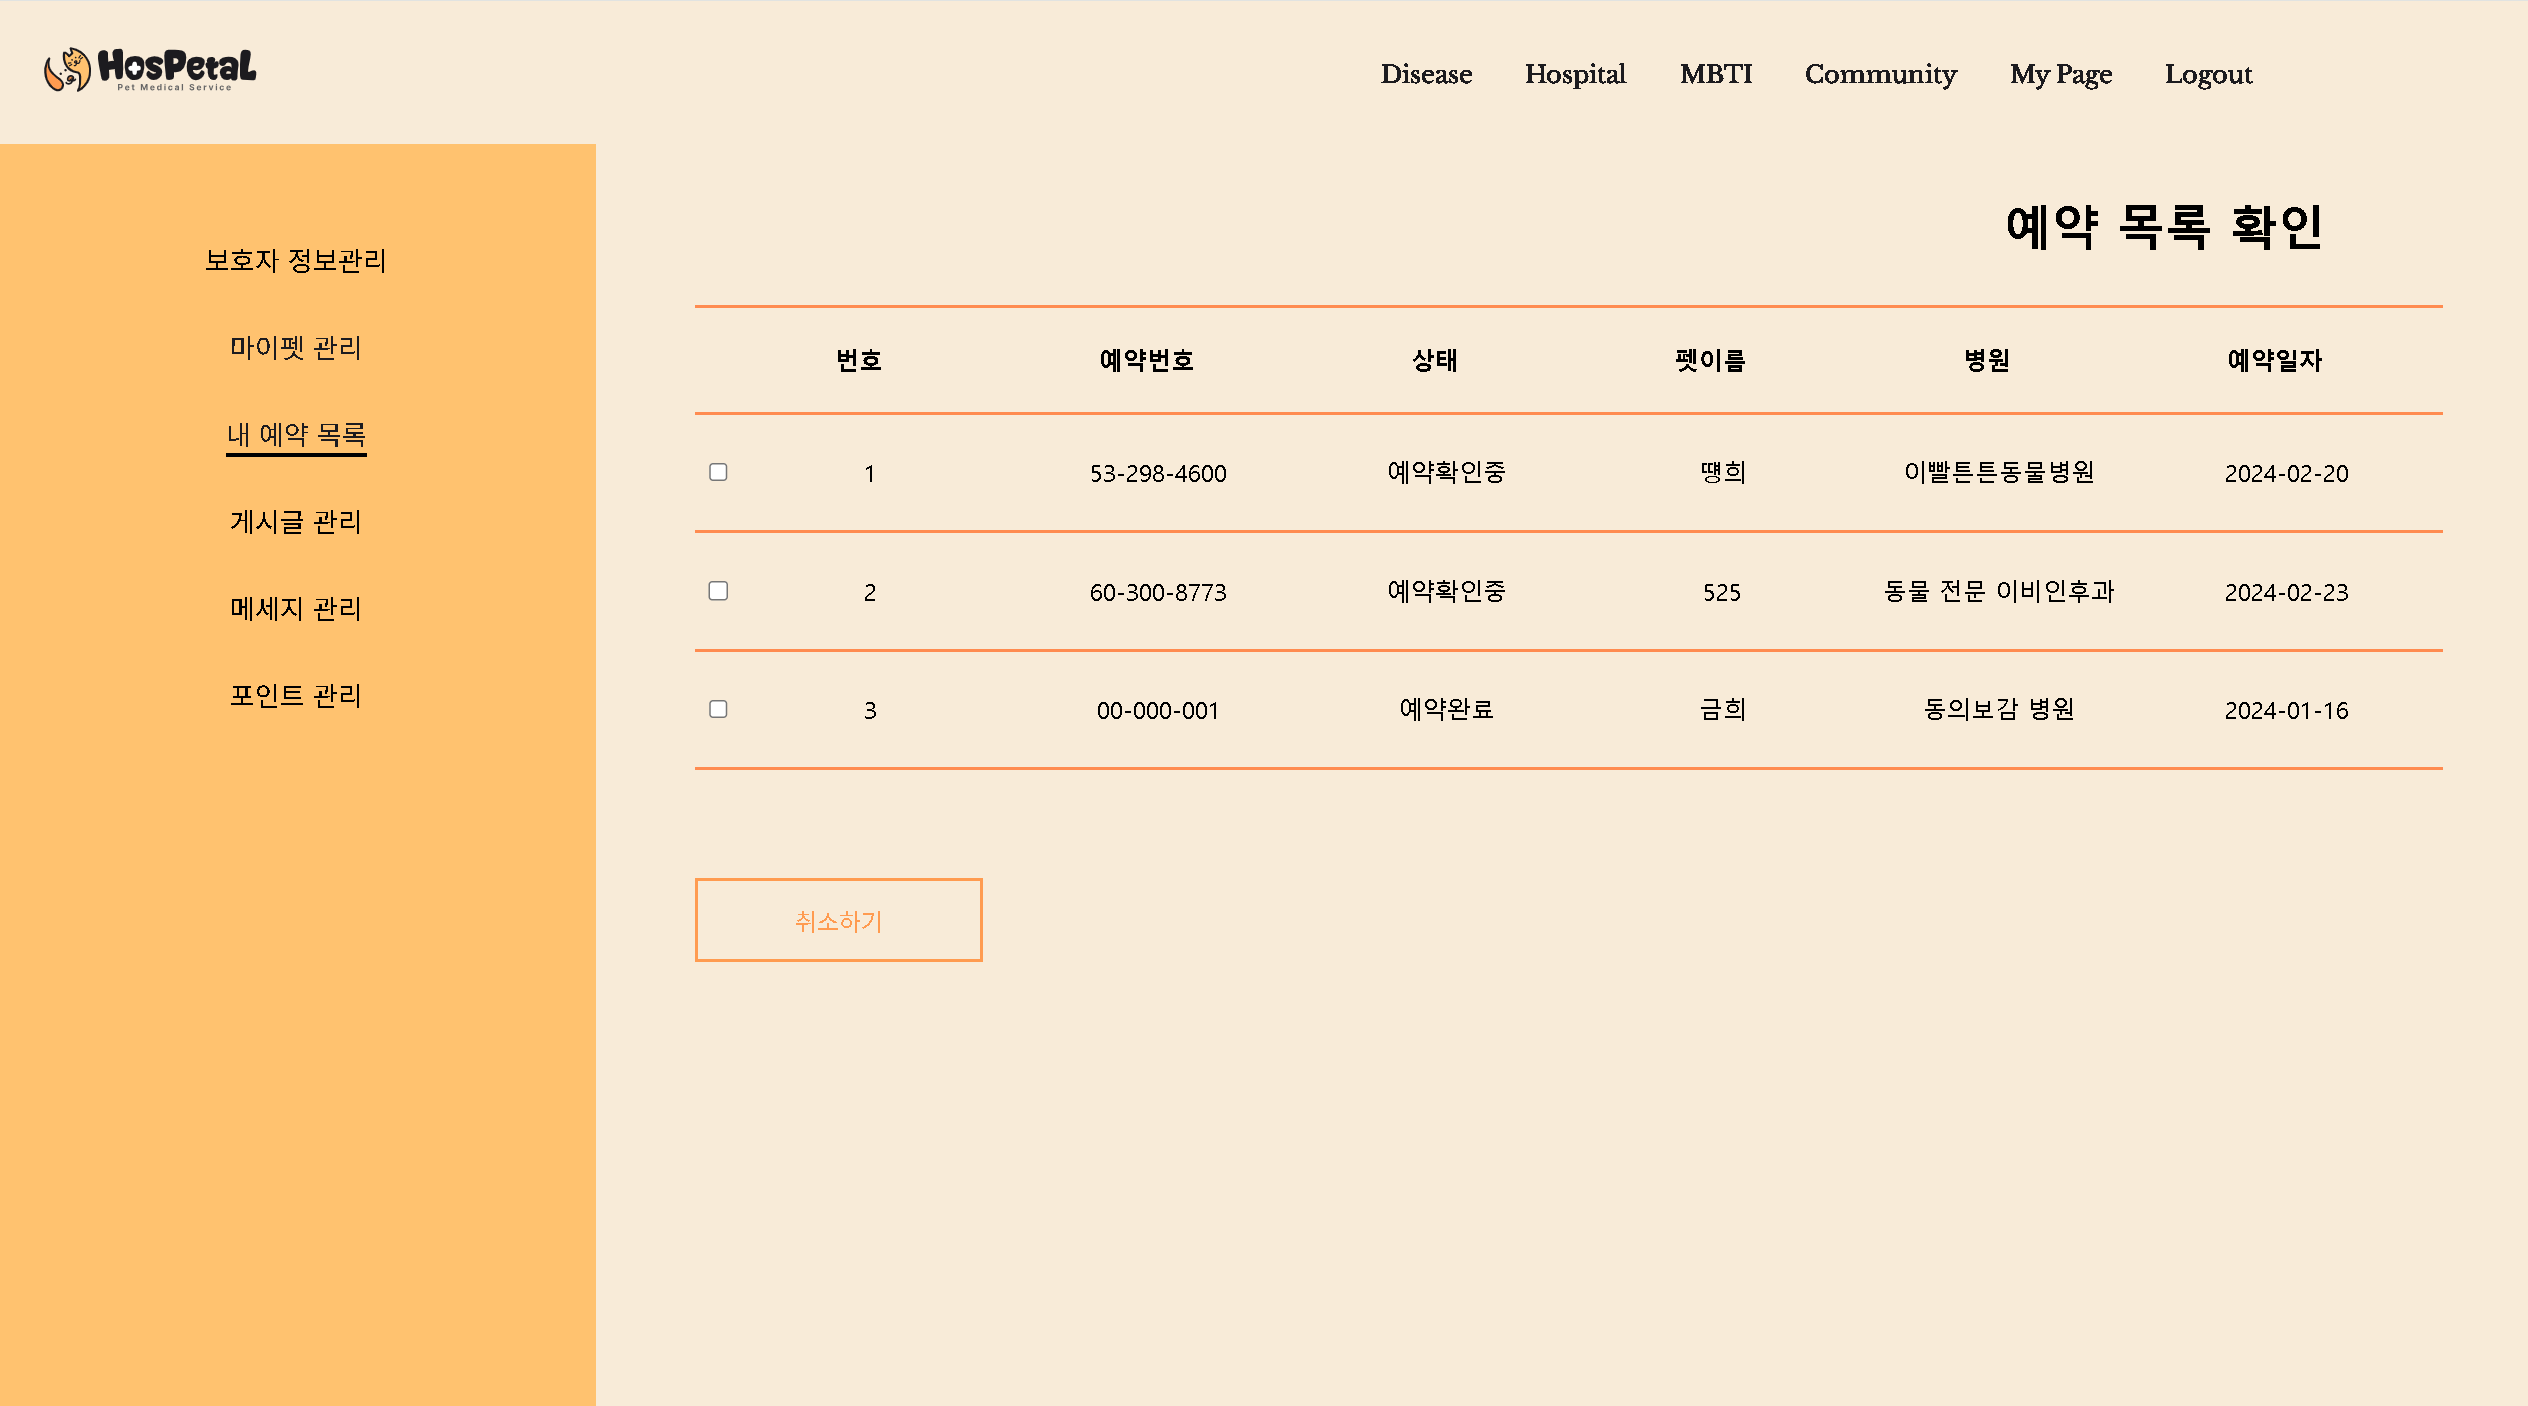 HosPetaL
Pet Medical Service
Disease Hospital MBTI Community My Page Logout
보호자 정보관리
마이펫 관리
내 예약 목록
게시글 관리
메세지 관리
포인트 관리
예약 목록 확인
번호 예약번호 상태 펫이름 병원 예약일자
1 53-298-4600 예약확인중 떙희 이빨튼튼동물병원 2024-02-20
2 60-300-8773 예약확인중 525 동물 전문 이비인후과 2024-02-23
3 00-000-001 예약완료 금희 동의보감 병원 2024-01-16
취소하기